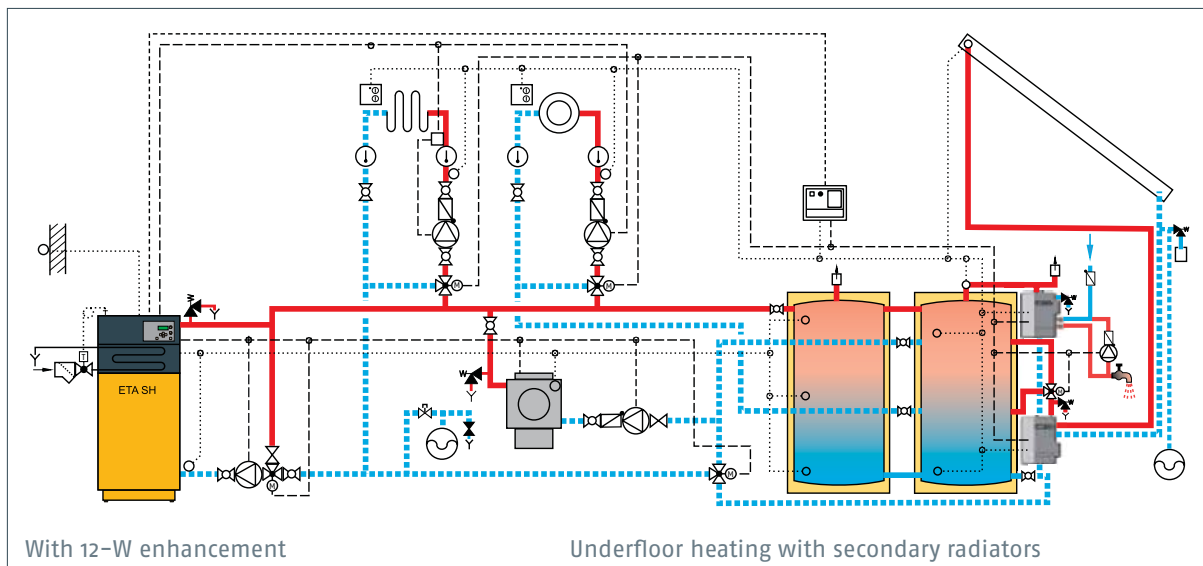 ETA SH
T
M
M
M
M
M
With 12-W enhancement
Underfloor heating with secondary radiators